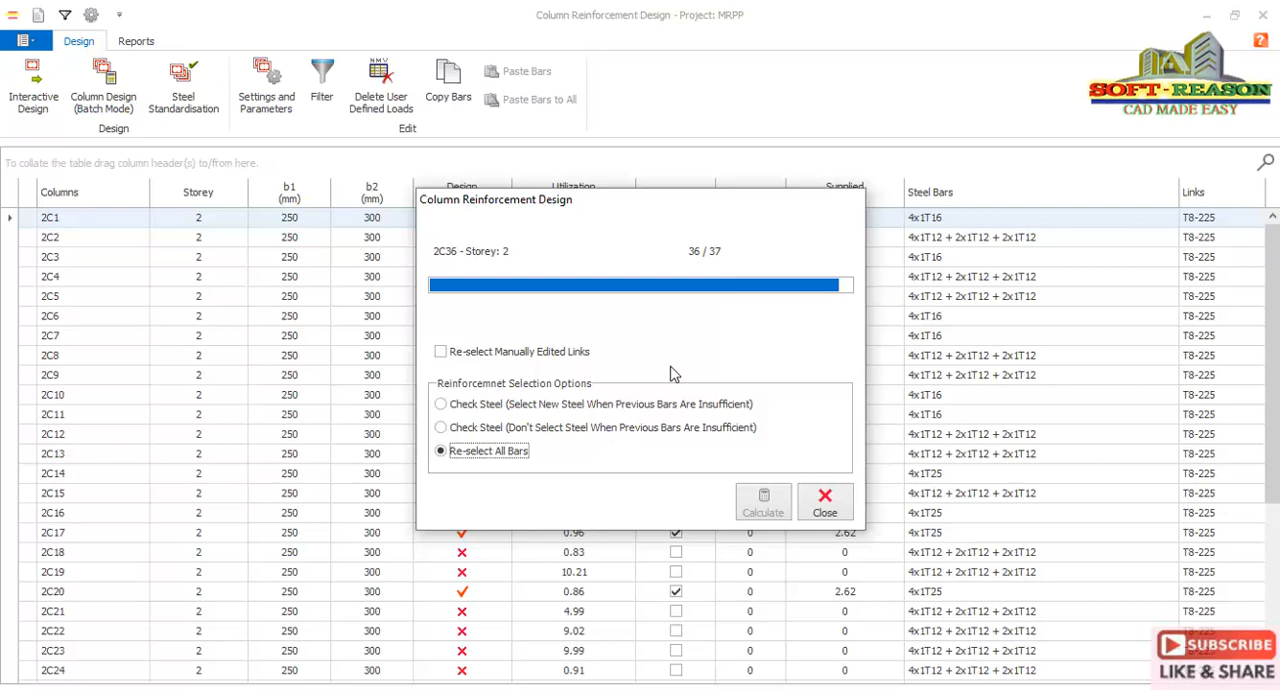 Column Reinforcement Design - Project: MRPP
Design Reports
SOFT-REASON
CAD MADE EASY
Interactive Design
Column Design (Batch Mode)
Steel Standardisation
Settings and Parameters
Filter
Delete User Defined Loads
Copy Bars
Paste Bars
Paste Bars to All
Design Edit
To collate the table drag column header(s) to/from here.
Columns Storey b1 (mm) b2 (mm) Design Utilization Supplied Steel Bars Links
2C1 2 250 300 4x1T16 T8-225
2C2 2 250 300 4x1T12 + 2x1T12 + 2x1T12 T8-225
2C3 2 250 300 4x1T16 T8-225
2C4 2 250 300 4x1T12 + 2x1T12 + 2x1T12 T8-225
2C5 2 250 300 4x1T12 + 2x1T12 + 2x1T12 T8-225
2C6 2 250 300 4x1T16 T8-225
2C7 2 250 300 4x1T16 T8-225
2C8 2 250 300 4x1T12 + 2x1T12 + 2x1T12 T8-225
2C9 2 250 300 4x1T12 + 2x1T12 + 2x1T12 T8-225
2C10 2 250 300 4x1T16 T8-225
2C11 2 250 300 4x1T16 T8-225
2C12 2 250 300 4x1T12 + 2x1T12 + 2x1T12 T8-225
2C13 2 250 300 4x1T12 + 2x1T12 + 2x1T12 T8-225
2C14 2 250 300 4x1T25 T8-225
2C15 2 250 300 4x1T12 + 2x1T12 + 2x1T12 T8-225
2C16 2 250 300 4x1T25 T8-225
2C17 2 250 300 0.96 0 2.62 4x1T25 T8-225
2C18 2 250 300 0.83 0 0 4x1T12 + 2x1T12 + 2x1T12 T8-225
2C19 2 250 300 10.21 0 0 4x1T12 + 2x1T12 + 2x1T12 T8-225
2C20 2 250 300 0.86 0 2.62 4x1T25 T8-225
2C21 2 250 300 4.99 0 0 4x1T12 + 2x1T12 + 2x1T12 T8-225
2C22 2 250 300 9.02 0 0 4x1T12 + 2x1T12 + 2x1T12
2C23 2 250 300 9.99 0 0 4x1T12 + 2x1T12 + 2x1T12
2C24 2 250 300 0.91 0 0 4x1T12 + 2x1T12 + 2x1T12
Column Reinforcement Design
2C36 - Storey: 2 36 / 37
Re-select Manually Edited Links
Reinforcemnet Selection Options
Check Steel (Select New Steel When Previous Bars Are Insufficient)
Check Steel (Don't Select Steel When Previous Bars Are Insufficient)
Re-select All Bars
Calculate Close
SUBSCRIBE
LIKE & SHARE